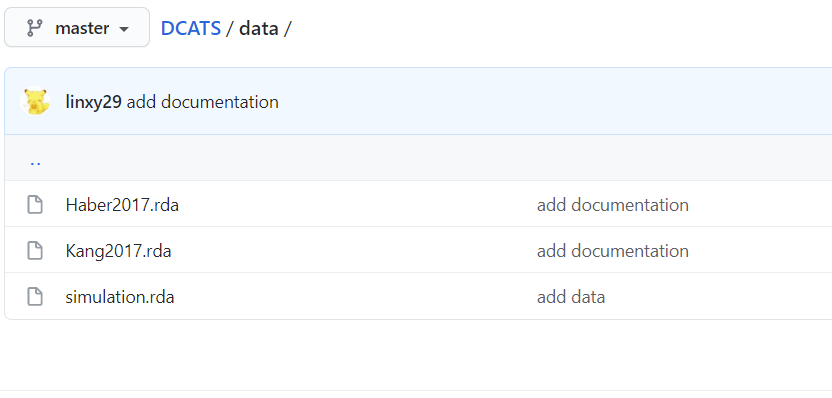 master DCATS / data /
linxy29 add documentation
..
Haber2017.rda add documentation
Kang2017.rda add documentation
simulation.rda add data